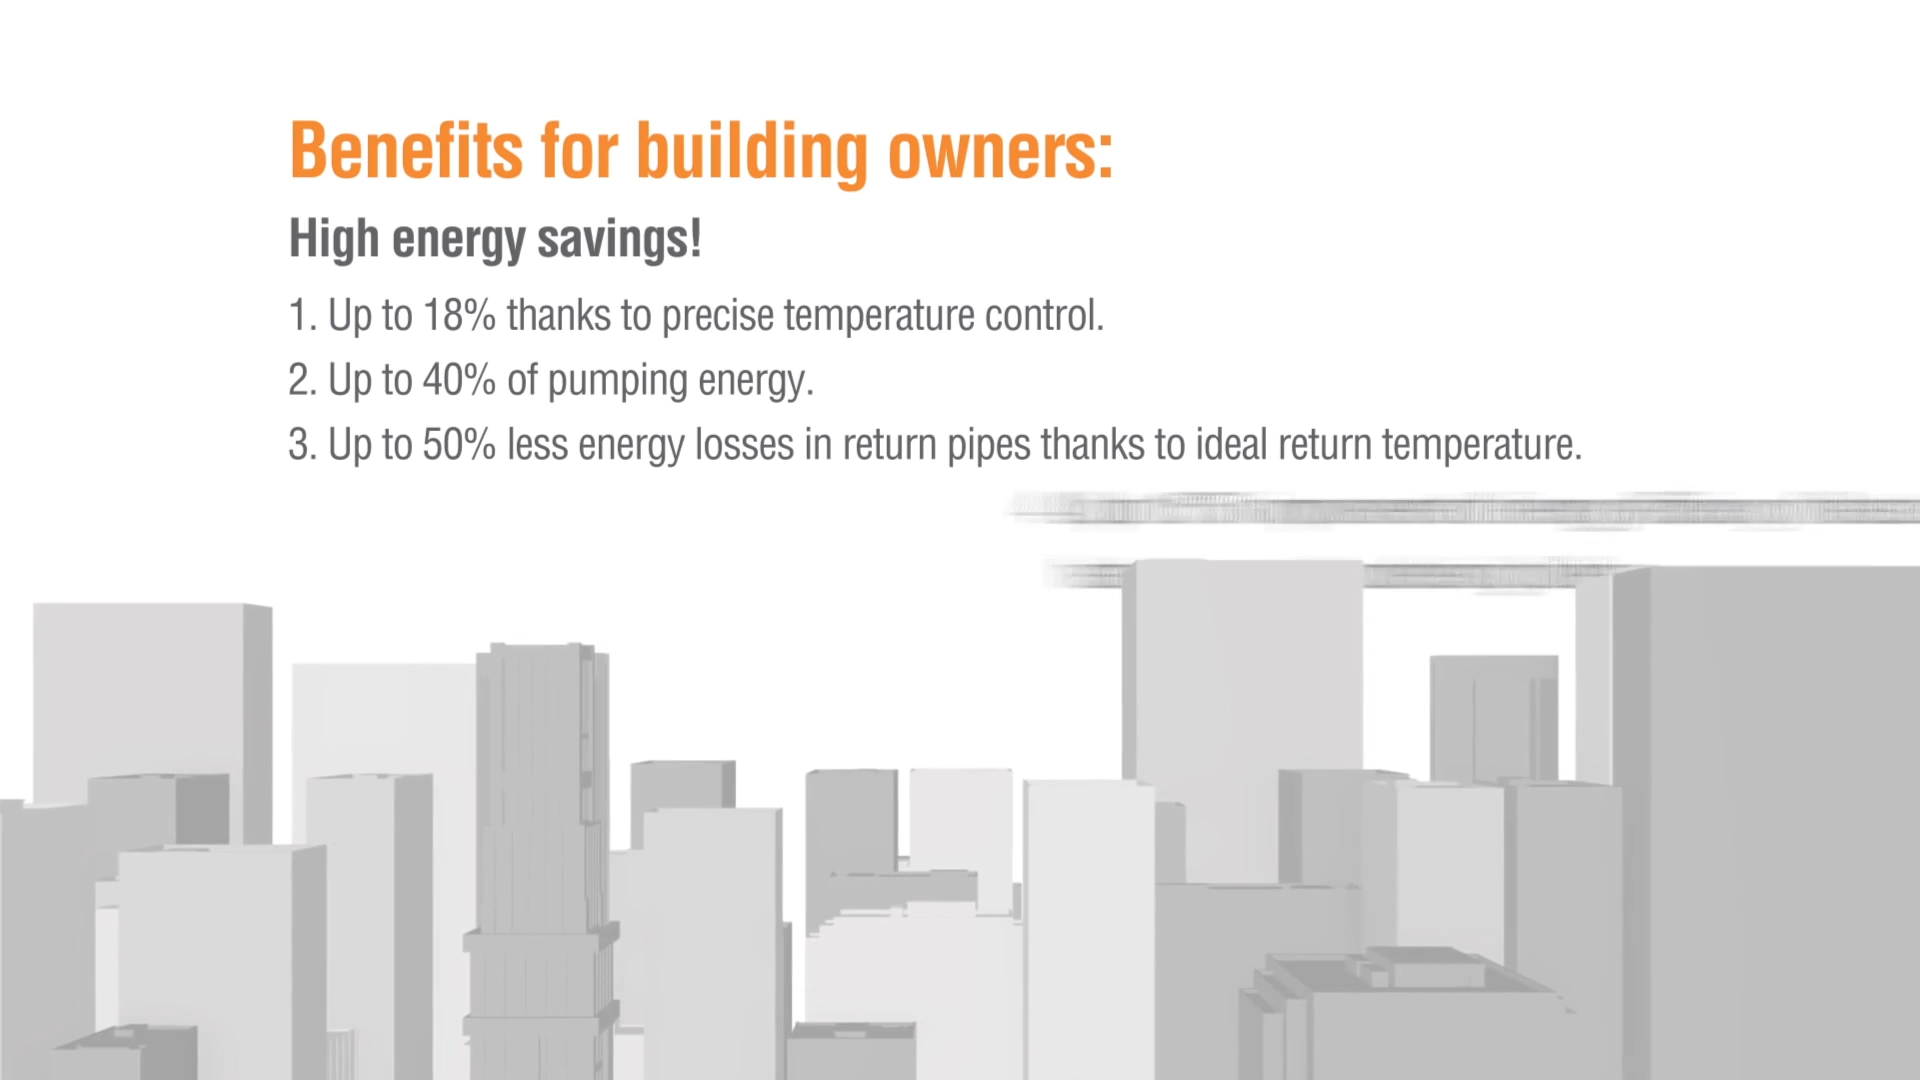 Benefits for building owners:
High energy savings!
1. Up to 18% thanks to precise temperature control.
2. Up to 40% of pumping energy.
3. Up to 50% less energy losses in return pipes thanks to ideal return temperature.